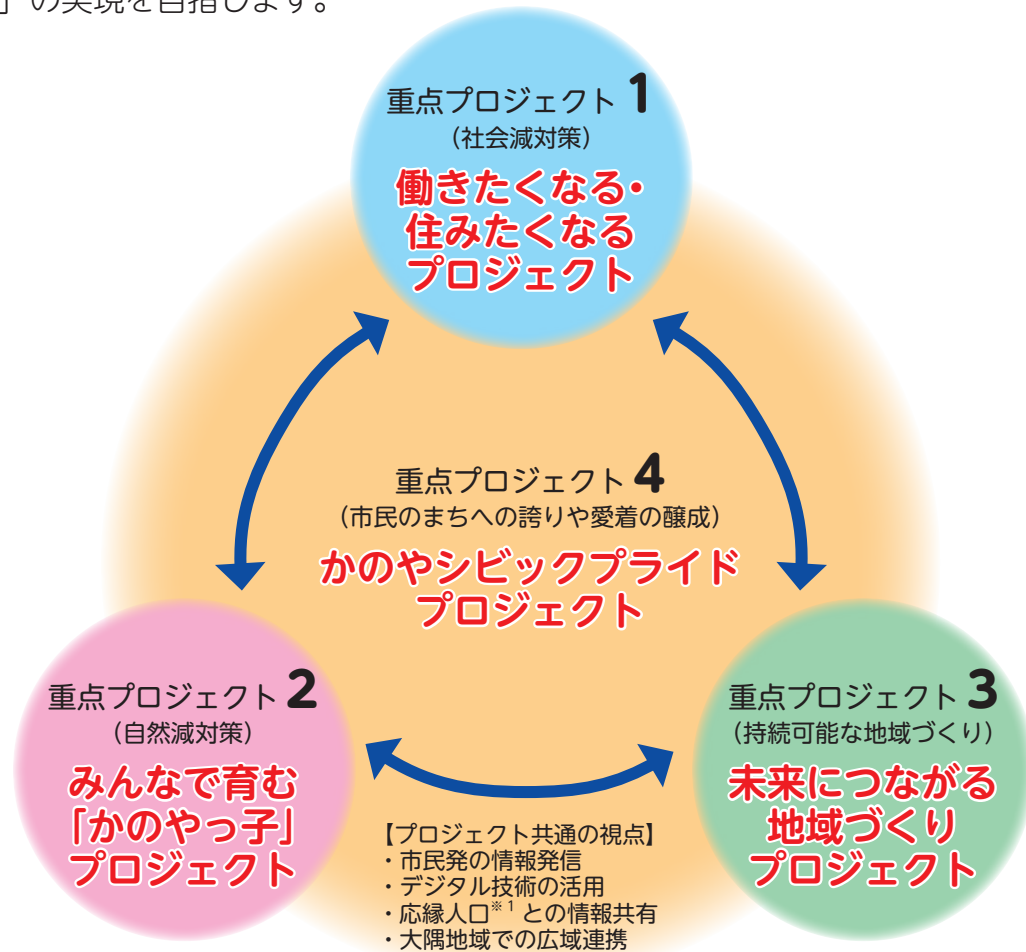 」の実現を目指します。
重点プロジェクト 1
(社会減対策)
働きたくなる・
住みたくなる
プロジェクト
重点プロジェクト 4
(市民のまちへの誇りや愛着の醸成)
かのやシビックプライド
プロジェクト
重点プロジェクト 2
(自然減対策)
みんなで育む
「かのやっ子」
プロジェクト
重点プロジェクト 3
(持続可能な地域づくり)
未来につながる
地域づくり
プロジェクト
【プロジェクト共通の視点】
・市民発の情報発信
・デジタル技術の活用
・応縁人口※1との情報共有
・大隅地域での広域連携